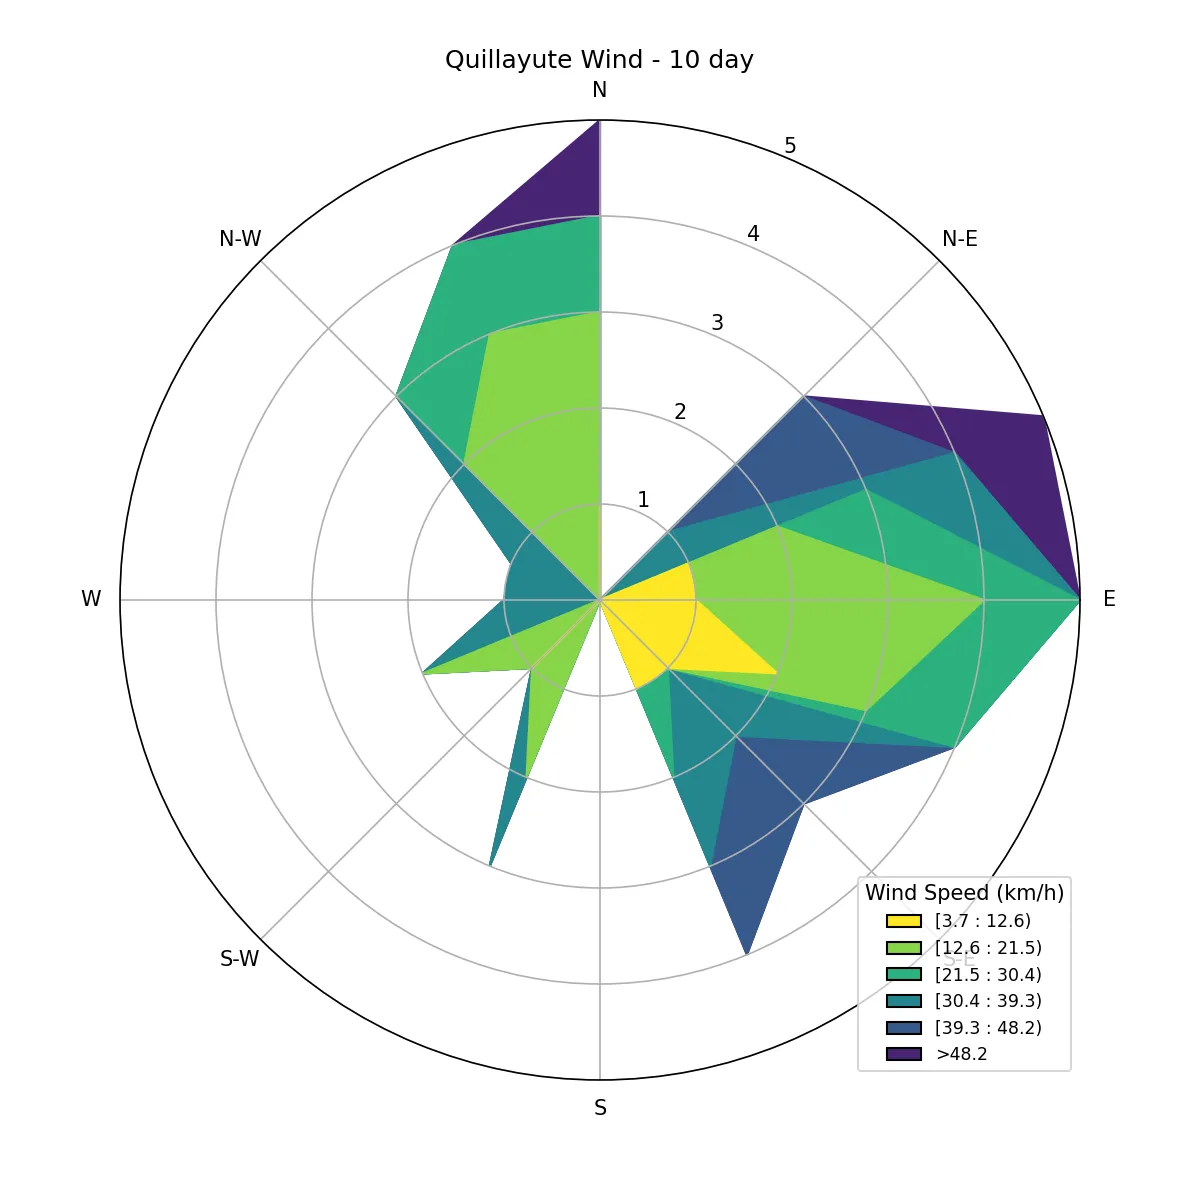 Quillayute Wind - 10 day
N
5
N-W
N-E
4
3
2
1
W
E
Wind Speed (km/h)
[3.7 : 12.6)
[12.6 : 21.5)
[21.5 : 30.4)
[30.4 : 39.3)
[39.3 : 48.2)
>48.2
S-W
S-E
S